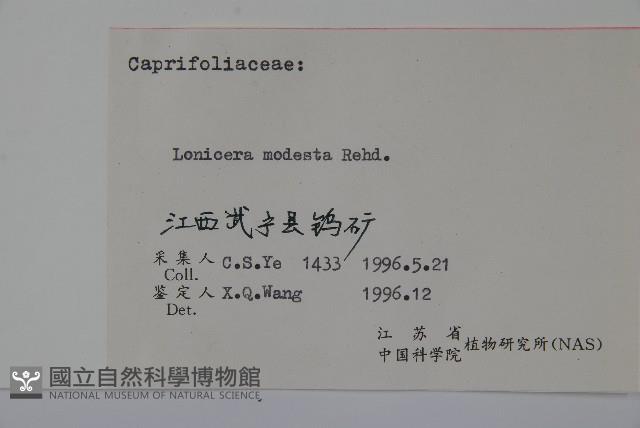 Caprifoliaceae:
Lonicera modesta Rehd.
江西武宁县钨矿
采集人 C.S.Ye 1433 1996.5.21
Coll.
鉴定人 X.Q.Wang 1996.12
Det.
江苏省
中国科学院 植物研究所(NAS)
國立自然科學博物館
NATIONAL MUSEUM OF NATURAL SCIENCE